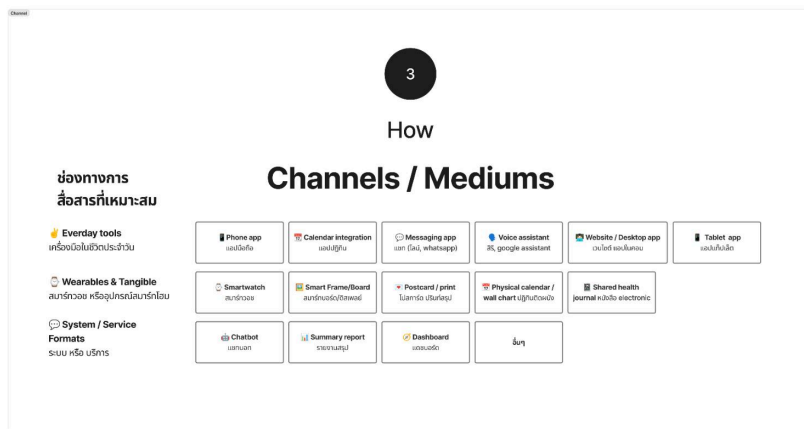 Channel
3
How
Channels / Mediums
ช่องทางการ
สื่อสารที่เหมาะสม
✌️ Everday tools
เครื่องมือในชีวิตประจำวัน
📱 Phone app
แอปมือถือ
📆 Calendar integration
แอปปฏิทิน
💬 Messaging app
แชท (ไลน์, whatsapp)
🗣️ Voice assistant
สิริ, google assistant
🧑‍💻 Website / Desktop app
เวบไซต์ แอปในคอม
📱 Tablet app
แอปแท็ปเล็ต
⌚ Wearables & Tangible
สมาร์ทวอช หรืออุปกรณ์สมาร์ทโฮม
⌚ Smartwatch
สมาร์ทวอช
🖼️ Smart Frame/Board
สมาร์ทบอร์ด/ดิสเพลย์
💌 Postcard / print
โปสการ์ด ปริ้นท์สรุป
📅 Physical calendar /
wall chart ปฏิทินติดผนัง
📓 Shared health
journal หนังสือ electronic
💬 System / Service
Formats
ระบบ หรือ บริการ
🤖 Chatbot
แชทบอท
📊 Summary report
รายงานสรุป
🧭 Dashboard
แดชบอร์ด
อื่นๆ